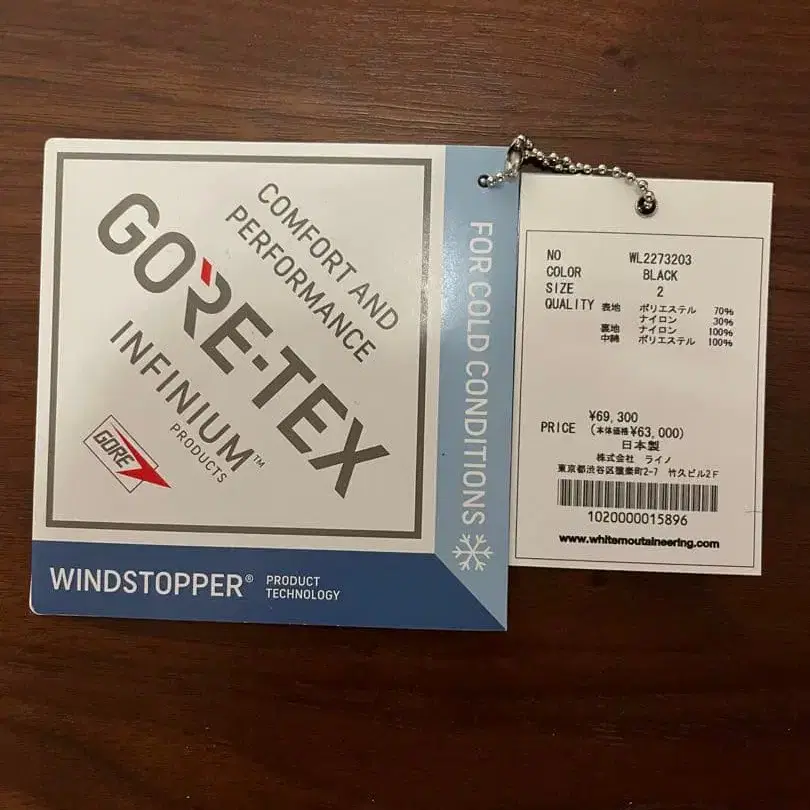 COMFORT AND
PERFORMANCE
GORE-TEX
INFINIUM™
PRODUCTS
GORE
FOR COLD CONDITIONS
WINDSTOPPER® PRODUCT
TECHNOLOGY
NO WL2273203
COLOR BLACK
SIZE 2
QUALITY 表地 ポリエステル 70%
ナイロン 30%
裏地 ナイロン 100%
中綿 ポリエステル 100%
¥69,300
PRICE (本体価格¥63,000)
日本製
株式会社 ライノ
東京都渋谷区猿楽町2-7 竹久ビル2F
1020000015896
www.whitemoutaineering.com